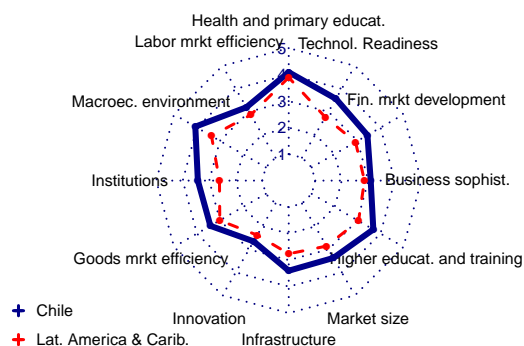 Health and primary educat.
Labor mrkt efficiency
Technol. Readiness
5
4
Macroec. environment
Fin. mrkt development
3
2
1
Institutions
Business sophist.
Goods mrkt efficiency
Higher educat. and training
Innovation
Market size
Infrastructure
Chile
Lat. America & Carib.